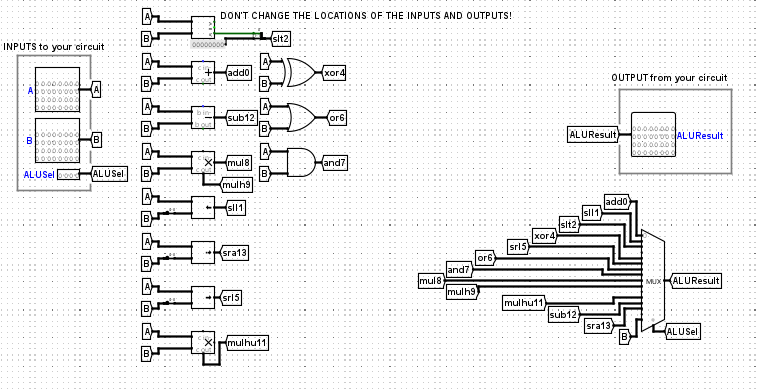 DON'T CHANGE THE LOCATIONS OF THE INPUTS AND OUTPUTS!
A
B
slt2
INPUTS to your circuit
A
A
B
B
ALUSel
ALUSel
A
B
add0
A
B
xor4
A
B
sub12
A
B
or6
A
B
mul8
mulh9
A
B
and7
A
B
sll1
A
B
sra13
A
B
srl5
A
B
mulhu11
OUTPUT from your circuit
ALUResult
ALUResult
add0
sll1
slt2
xor4
srl5
or6
and7
mul8
mulh9
mulhu11
sub12
sra13
B
MUX
ALUResult
ALUSel